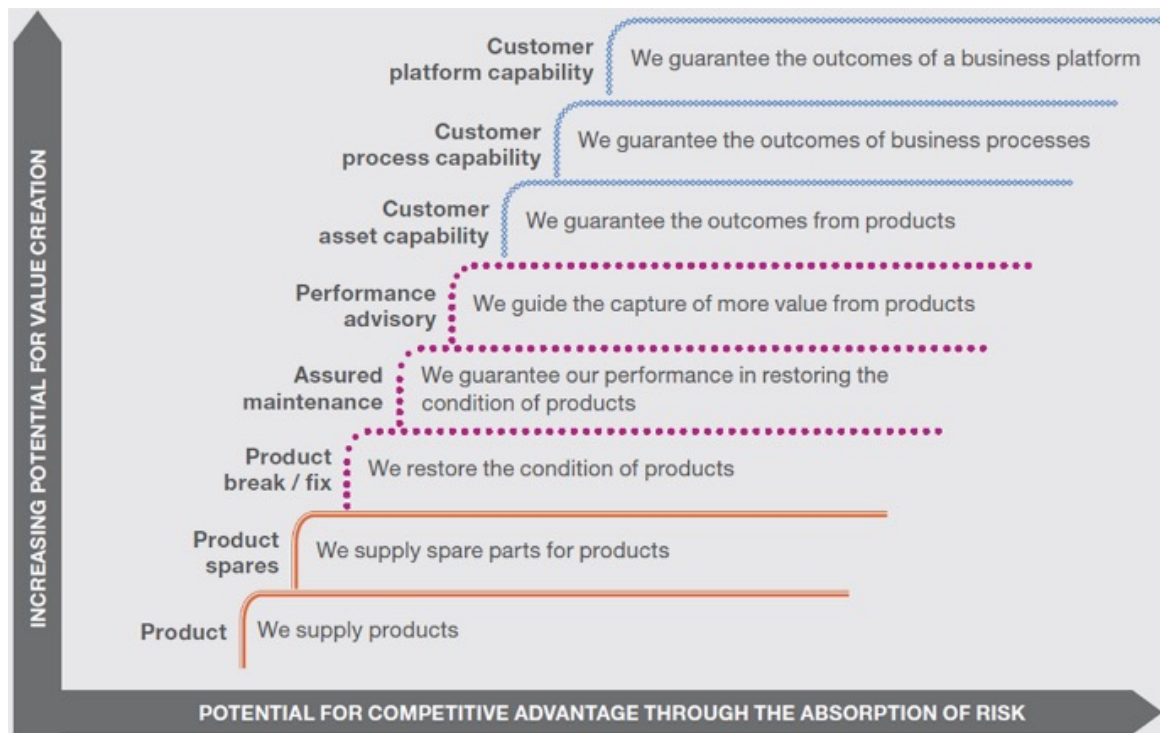 INCREASING POTENTIAL FOR VALUE CREATION
Customer
platform capability
We guarantee the outcomes of a business platform
Customer
process capability
We guarantee the outcomes of business processes
Customer
asset capability
We guarantee the outcomes from products
Performance
advisory
We guide the capture of more value from products
Assured
maintenance
We guarantee our performance in restoring the
condition of products
Product
break / fix
We restore the condition of products
Product
spares
We supply spare parts for products
Product
We supply products
POTENTIAL FOR COMPETITIVE ADVANTAGE THROUGH THE ABSORPTION OF RISK